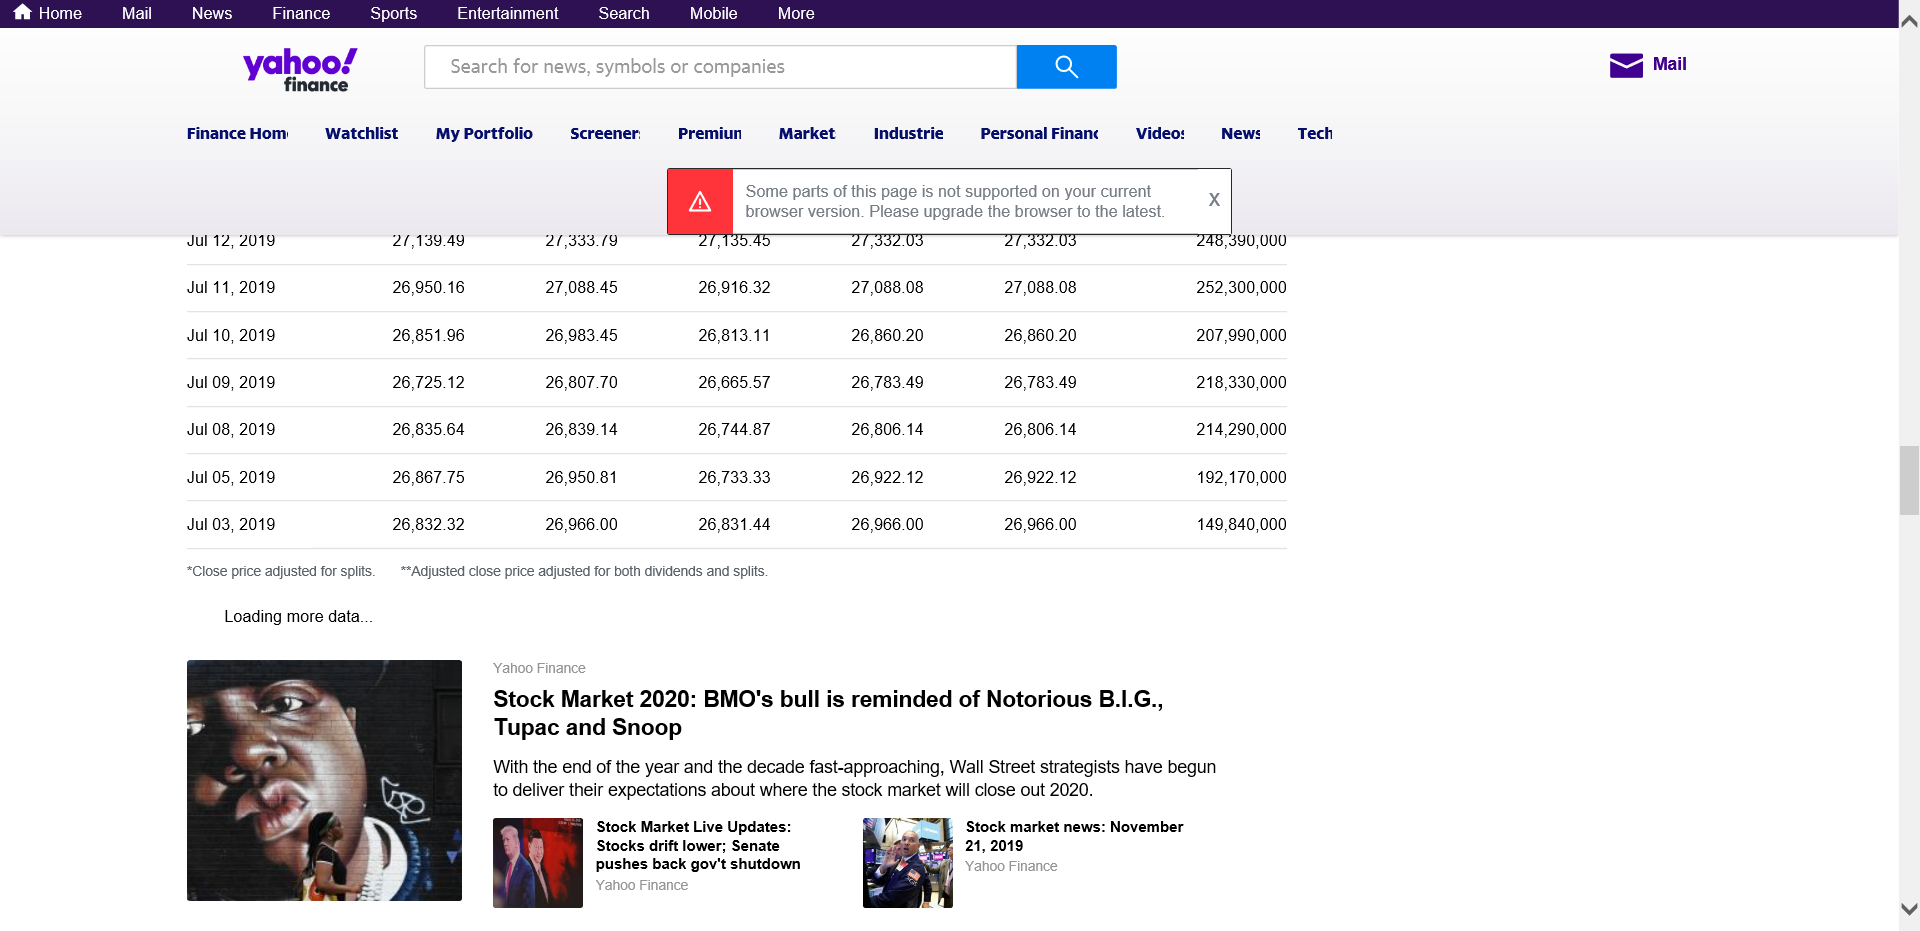 Home Mail News Finance Sports Entertainment Search Mobile More
yahoo!
finance
Search for news, symbols or companies
Mail
Finance Hom Watchlist My Portfolio Screener Premiun Market Industrie Personal Financ Videos News Tech
Some parts of this page is not supported on your current
browser version. Please upgrade the browser to the latest.
X
Jul 12, 2019 27,139.49 27,333.79 27,135.45 27,332.03 27,332.03 248,390,000
Jul 11, 2019 26,950.16 27,088.45 26,916.32 27,088.08 27,088.08 252,300,000
Jul 10, 2019 26,851.96 26,983.45 26,813.11 26,860.20 26,860.20 207,990,000
Jul 09, 2019 26,725.12 26,807.70 26,665.57 26,783.49 26,783.49 218,330,000
Jul 08, 2019 26,835.64 26,839.14 26,744.87 26,806.14 26,806.14 214,290,000
Jul 05, 2019 26,867.75 26,950.81 26,733.33 26,922.12 26,922.12 192,170,000
Jul 03, 2019 26,832.32 26,966.00 26,831.44 26,966.00 26,966.00 149,840,000
*Close price adjusted for splits. **Adjusted close price adjusted for both dividends and splits.
Loading more data...
Yahoo Finance
Stock Market 2020: BMO's bull is reminded of Notorious B.I.G.,
Tupac and Snoop
With the end of the year and the decade fast-approaching, Wall Street strategists have begun
to deliver their expectations about where the stock market will close out 2020.
Stock Market Live Updates:
Stocks drift lower; Senate
pushes back gov't shutdown
Yahoo Finance
Stock market news: November
21, 2019
Yahoo Finance